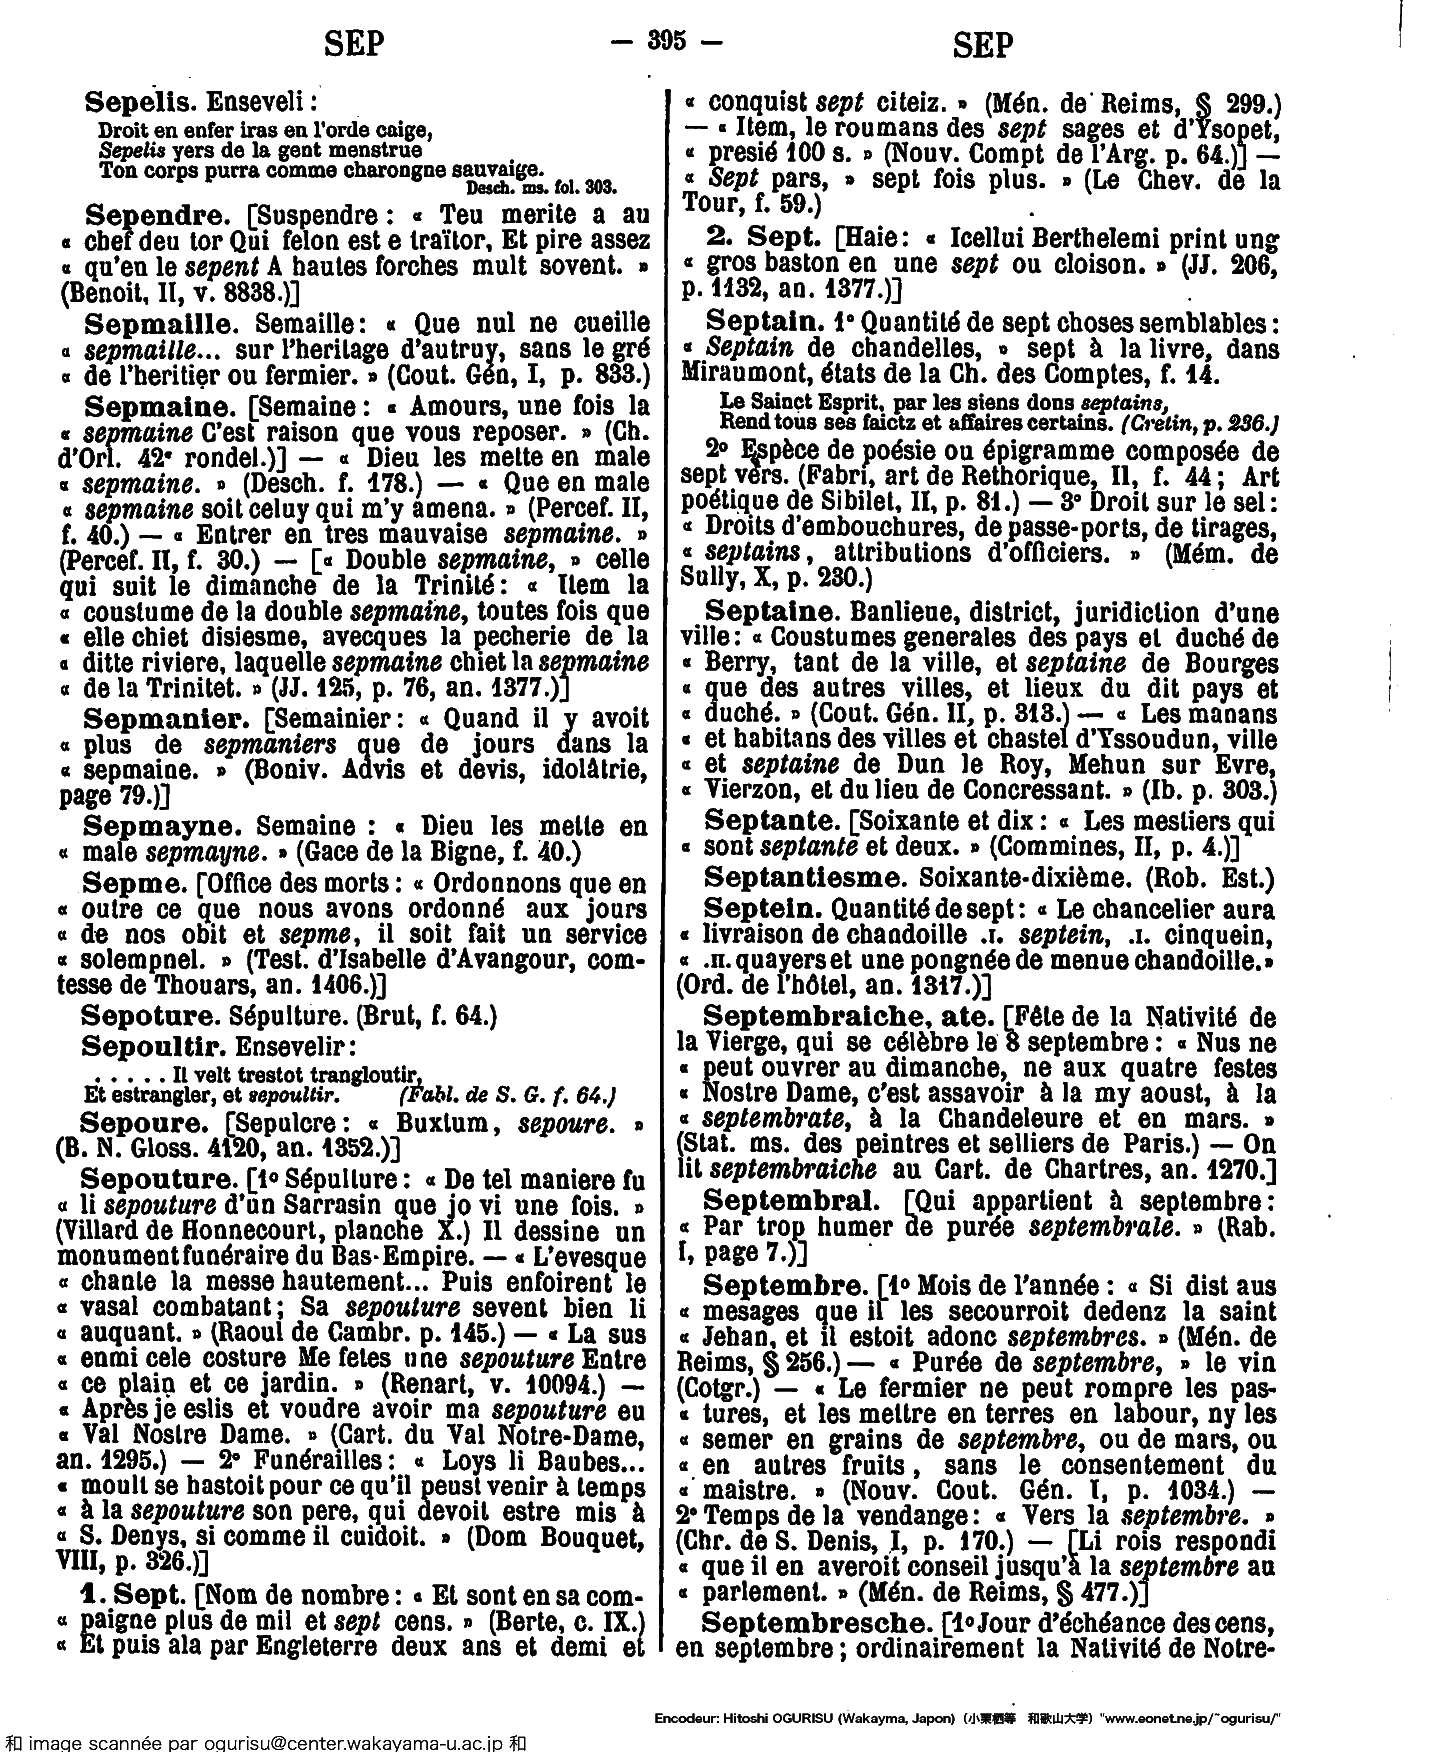 SEP — 395 — SEP
Sepelis. Enseveli :
Droit en enfer iras en l'orde caige,
Sepelis yers de la gent menstrue
Ton corps purra comme charongne sauvaige.
Desch. ms. fol. 303.
Sependre. [Suspendre : « Teu merite a au
« chef deu tor Qui felon est e traïtor, Et pire assez
« qu'en le sepent A hautes forches mult sovent. »
(Benoit, II, v. 8838.)]
Sepmaille. Semaille : « Que nul ne cueille
« sepmaille... sur l'heritage d'autruy, sans le gré
« de l'heritier ou fermier. » (Cout. Gén, I, p. 833.)
Sepmaine. [Semaine : « Amours, une fois la
« sepmaine C'est raison que vous reposer. » (Ch.
d'Orl. 42e rondel.)] — « Dieu les mette en male
« sepmaine. » (Desch. f. 178.) — « Que en male
« sepmaine soit celuy qui m'y amena. » (Percef. II,
f. 40.) — « Entrer en tres mauvaise sepmaine. »
(Percef. II, f. 30.) — [« Double sepmaine, » celle
qui suit le dimanche de la Trinité : « Item la
« coustume de la double sepmaine, toutes fois que
« elle chiet disiesme, avecques la pecherie de la
« ditte riviere, laquelle sepmaine chiet la sepmaine
« de la Trinitet. » (JJ. 125, p. 76, an. 1377.)]
Sepmanier. [Semainier : « Quand il y avoit
« plus de sepmaniers que de jours dans la
« sepmaine. » (Boniv. Advis et devis, idolâtrie,
page 79.)]
Sepmayne. Semaine : « Dieu les mette en
« male sepmayne. » (Gace de la Bigne, f. 40.)
Sepme. [Office des morts : « Ordonnons que en
« outre ce que nous avons ordonné aux jours
« de nos obit et sepme, il soit fait un service
« solempnel. » (Test. d'Isabelle d'Avangour, com-
tesse de Thouars, an. 1406.)]
Sepoture. Sépulture. (Brut, f. 64.)
Sepoultir. Ensevelir :
. . . . . Il velt trestot trangloutir,
Et estrangler, et sepoultir. (Fabl. de S. G. f. 64.)
Sepoure. [Sepulcre : « Buxtum, sepoure. »
(B. N. Gloss. 4120, an. 1352.)]
Sepouture. [1° Sépulture : « De tel maniere fu
« li sepouture d'un Sarrasin que jo vi une fois. »
(Villard de Honnecourt, planche X.) Il dessine un
monument funéraire du Bas-Empire. — « L'evesque
« chante la messe hautement... Puis enfoirent le
« vasal combatant ; Sa sepouture sevent bien li
« auquant. » (Raoul de Cambr. p. 145.) — « La sus
« enmi cele costure Me fetes une sepouture Entre
« ce plain et ce jardin. » (Renart, v. 10094.) —
« Après je eslis et voudre avoir ma sepouture eu
« Val Nostre Dame. » (Cart. du Val Notre-Dame,
an. 1295.) — 2° Funérailles : « Loys li Baubes...
« moult se hastoit pour ce qu'il peust venir à temps
« à la sepouture son pere, qui devoit estre mis à
« S. Denys, si comme il cuidoit. » (Dom Bouquet,
VIII, p. 326.)]
1. Sept. [Nom de nombre : « Et sont en sa com-
« paigne plus de mil et sept cens. » (Berte, c. IX.)
« Et puis ala par Engleterre deux ans et demi et
« conquist sept citeiz. » (Mén. de Reims, § 299.)
— « Item, le roumans des sept sages et d'Ysopet,
« presié 100 s. » (Nouv. Compt de l'Arg. p. 64.)] —
« Sept pars, » sept fois plus. » (Le Chev. de la
Tour, f. 59.)
2. Sept. [Haie : « Icellui Berthelemi print ung
« gros baston en une sept ou cloison. » (JJ. 206,
p. 1132, an. 1377.)]
Septain. 1° Quantité de sept choses semblables :
« Septain de chandelles, » sept à la livre, dans
Miraumont, états de la Ch. des Comptes, f. 14.
Le Sainct Esprit, par les siens dons septains,
Rend tous ses faictz et affaires certains. (Cretin, p. 236.)
2° Espèce de poésie ou épigramme composée de
sept vers. (Fabri, art de Rethorique, II, f. 44 ; Art
poétique de Sibilet, II, p. 81.) — 3° Droit sur le sel :
« Droits d'embouchures, de passe-ports, de tirages,
« septains, attributions d'officiers. » (Mém. de
Sully, X, p. 230.)
Septaine. Banlieue, district, juridiction d'une
ville : « Coustumes generales des pays et duché de
« Berry, tant de la ville, et septaine de Bourges
« que des autres villes, et lieux du dit pays et
« duché. » (Cout. Gén. II, p. 313.) — « Les manans
« et habitans des villes et chastel d'Yssoudun, ville
« et septaine de Dun le Roy, Mehun sur Evre,
« Vierzon, et du lieu de Concressant. » (Ib. p. 303.)
Septante. [Soixante et dix : « Les mestiers qui
« sont septante et deux. » (Commines, II, p. 4.)]
Septantiesme. Soixante-dixième. (Rob. Est.)
Septein. Quantité de sept : « Le chancelier aura
« livraison de chandoille .I. septein, .I. cinquein,
« .II. quayers et une pongnée de menue chandoille. »
(Ord. de l'hôtel, an. 1317.)]
Septembraiche, ate. [Fête de la Nativité de
la Vierge, qui se célèbre le 8 septembre : « Nus ne
« peut ouvrer au dimanche, ne aux quatre festes
« Nostre Dame, c'est assavoir à la my aoust, à la
« septembrate, à la Chandeleure et en mars. »
(Stat. ms. des peintres et selliers de Paris.) — On
lit septembraiche au Cart. de Chartres, an. 1270.]
Septembral. [Qui appartient à septembre :
« Par trop humer de purée septembrale. » (Rab.
I, page 7.)]
Septembre. [1° Mois de l'année : « Si dist aus
« mesages que il les secourroit dedenz la saint
« Jehan, et il estoit adonc septembres. » (Mén. de
Reims, § 256.) — « Purée de septembre, » le vin
(Cotgr.) — « Le fermier ne peut rompre les pas-
« tures, et les mettre en terres en labour, ny les
« semer en grains de septembre, ou de mars, ou
« en autres fruits, sans le consentement du
« maistre. » (Nouv. Cout. Gén. I, p. 1034.) —
2° Temps de la vendange : « Vers la septembre. »
(Chr. de S. Denis, I, p. 170.) — [Li rois respondi
« que il en averoit conseil jusqu'à la septembre au
« parlement. » (Mén. de Reims, § 477.)]
Septembresche. [1° Jour d'échéance des cens,
en septembre ; ordinairement la Nativité de Notre-
Encodeur: Hitoshi OGURISU (Wakayma, Japon) (小栗栖等 和歌山大学) "www.eonet.ne.jp/~ogurisu/"
和 image scannée par ogurisu@center.wakayama-u.ac.jp 和